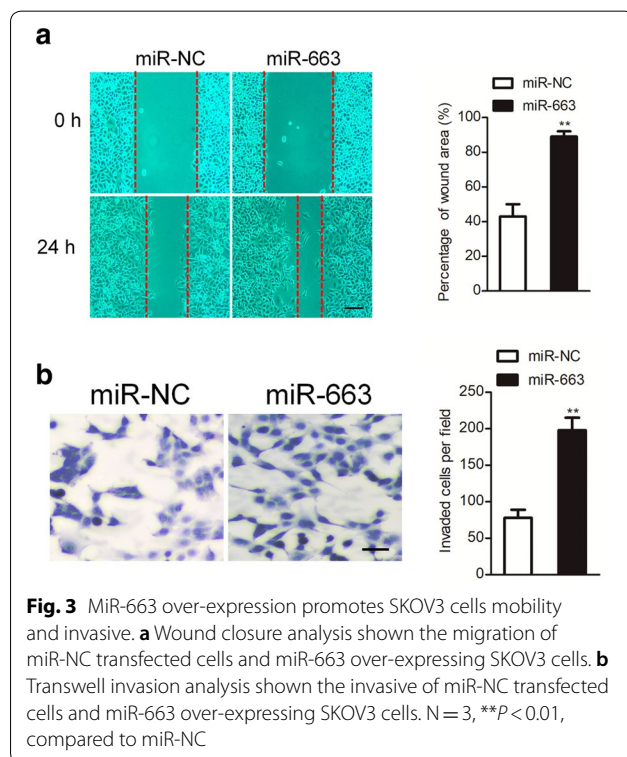 a
miR-NC miR-663
0 h
24 h
miR-NC
miR-663
Percentage of wound area (%)
100
80
60
40
20
0
**
b
miR-NC miR-663
miR-NC
miR-663
Invaded cells per field
250
200
150
100
50
0
**
Fig. 3 MiR-663 over-expression promotes SKOV3 cells mobility
and invasive. a Wound closure analysis shown the migration of
miR-NC transfected cells and miR-663 over-expressing SKOV3 cells. b
Transwell invasion analysis shown the invasive of miR-NC transfected
cells and miR-663 over-expressing SKOV3 cells. N = 3, **P < 0.01,
compared to miR-NC